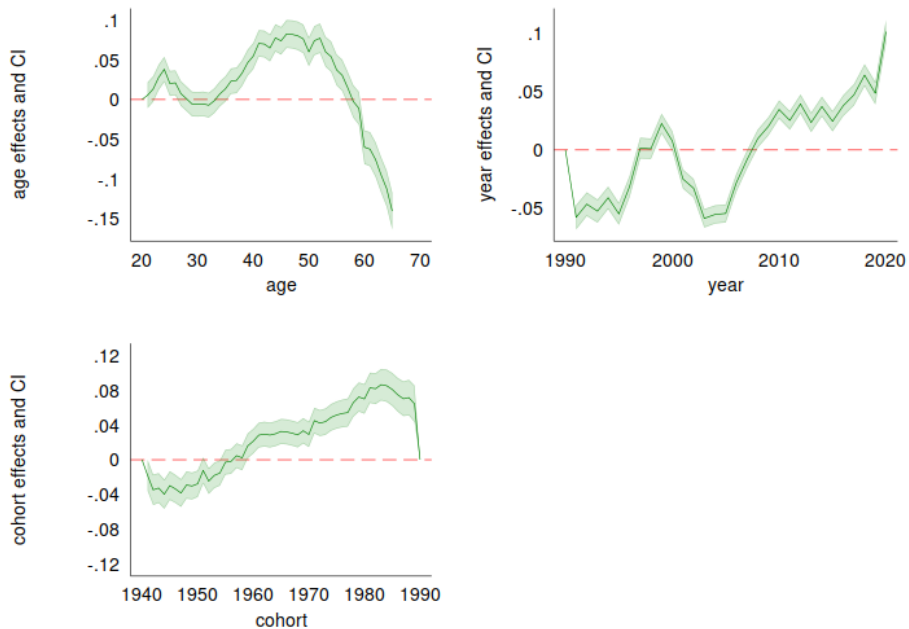 age effects and CI
.1
.05
0
-.05
-.1
-.15
20 30 40 50 60 70
age
year effects and CI
.1
.05
0
-.05
1990 2000 2010 2020
year
cohort effects and CI
.12
.08
.04
0
-.04
-.08
-.12
1940 1950 1960 1970 1980 1990
cohort